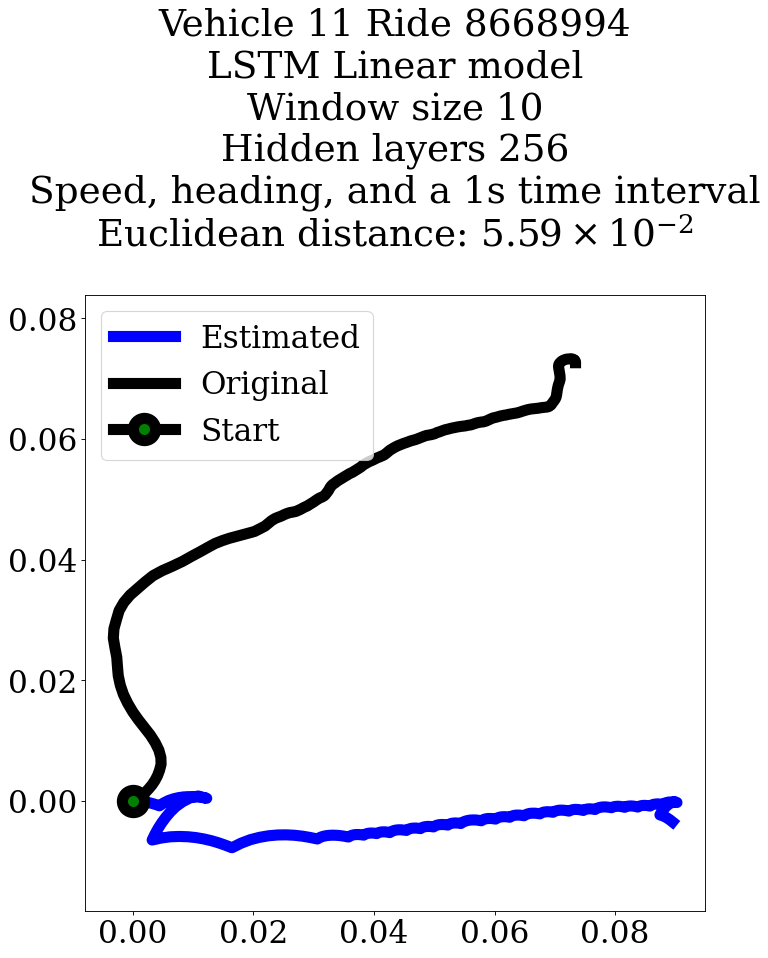 Vehicle 11 Ride 8668994
LSTM Linear model
Window size 10
Hidden layers 256
Speed, heading, and a 1s time interval
Euclidean distance: 5.59 × 10⁻²
Estimated
Original
Start
0.08
0.06
0.04
0.02
0.00
0.00 0.02 0.04 0.06 0.08